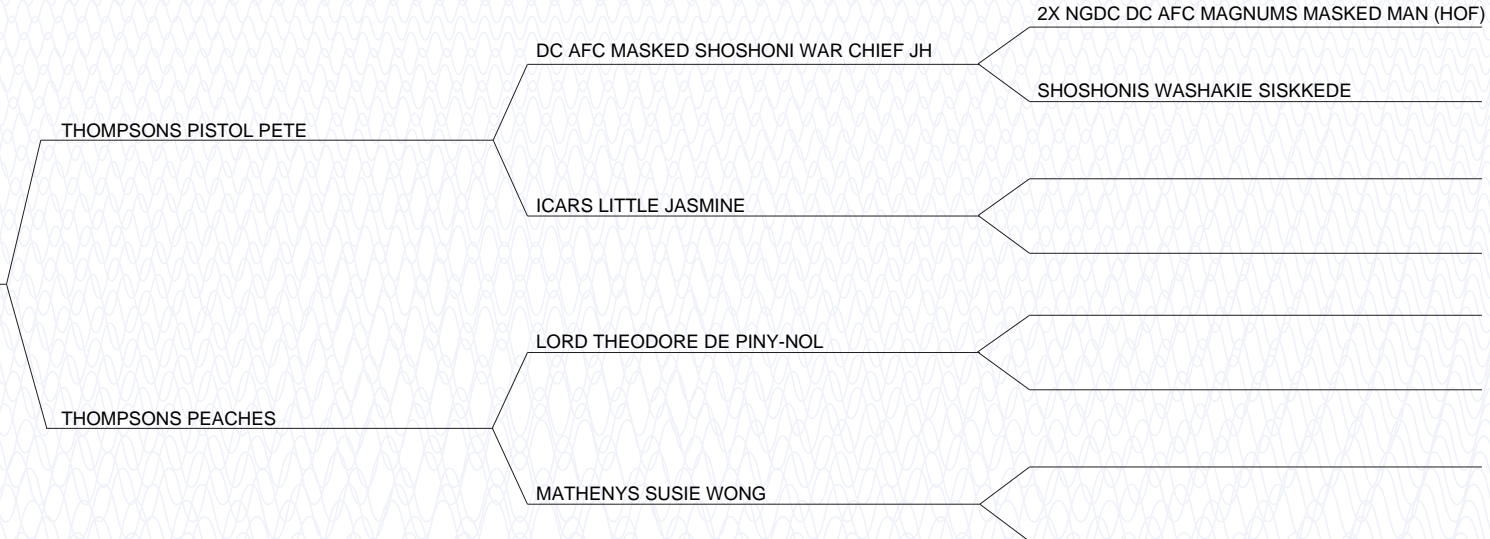 2X NGDC DC AFC MAGNUMS MASKED MAN (HOF)
DC AFC MASKED SHOSHONI WAR CHIEF JH
SHOSHONIS WASHAKIE SISKKEDE
THOMPSONS PISTOL PETE
ICARS LITTLE JASMINE
LORD THEODORE DE PINY-NOL
THOMPSONS PEACHES
MATHENYS SUSIE WONG